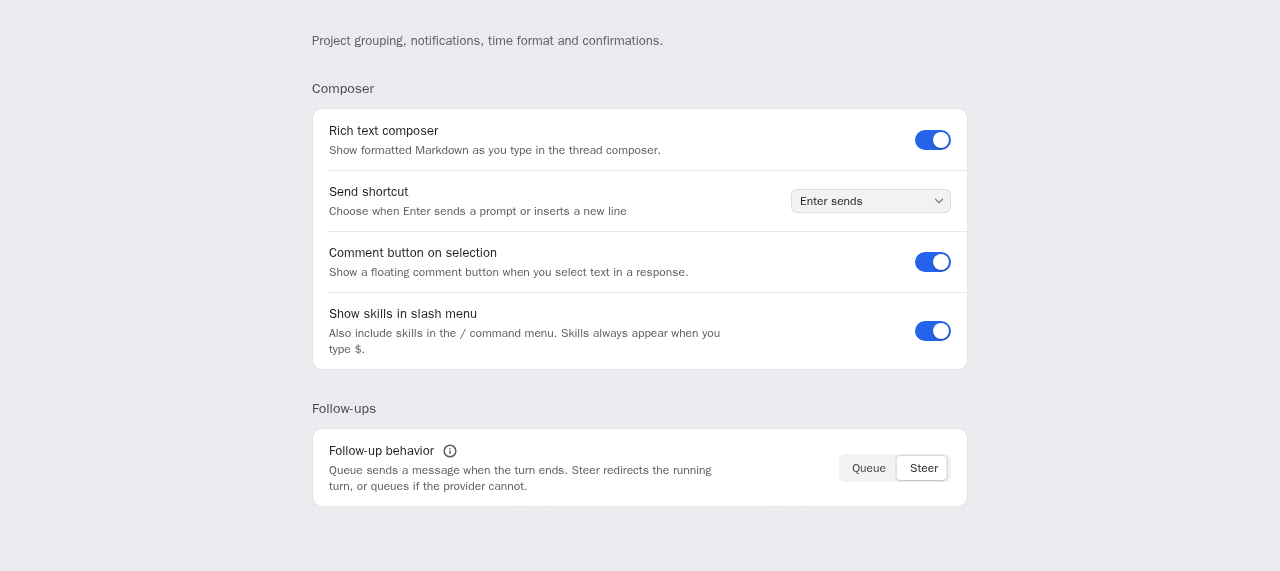 Project grouping, notifications, time format and confirmations.
Composer
Rich text composer
Show formatted Markdown as you type in the thread composer.
Send shortcut
Choose when Enter sends a prompt or inserts a new line
Enter sends
Comment button on selection
Show a floating comment button when you select text in a response.
Show skills in slash menu
Also include skills in the / command menu. Skills always appear when you
type $.
Follow-ups
Follow-up behavior
Queue sends a message when the turn ends. Steer redirects the running
turn, or queues if the provider cannot.
Queue Steer